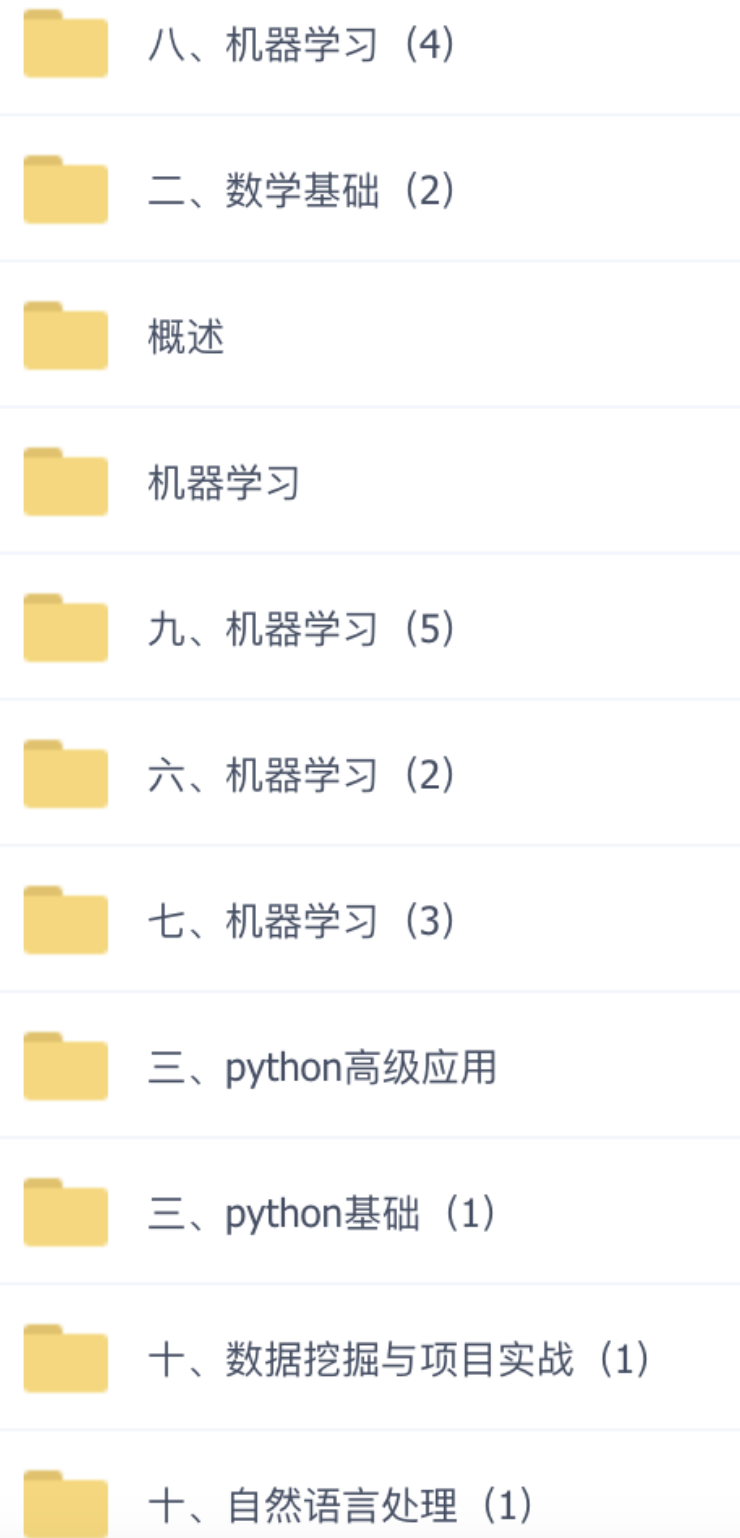 八、机器学习（4）
二、数学基础（2）
概述
机器学习
九、机器学习（5）
六、机器学习（2）
七、机器学习（3）
三、python高级应用
三、python基础（1）
十、数据挖掘与项目实战（1）
十、自然语言处理（1）